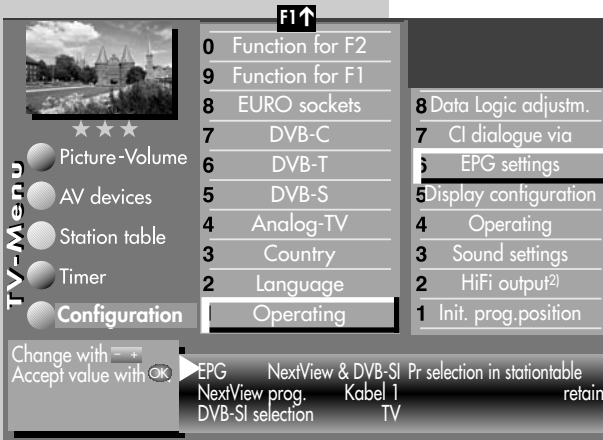 F1↑
0 Function for F2
9 Function for F1
8 EURO sockets
7 DVB-C
6 DVB-T
5 DVB-S
4 Analog-TV
3 Country
2 Language
Operating
8 Data Logic adjustm.
7 CI dialogue via
6 EPG settings
5 Display configuration
4 Operating
3 Sound settings
2 HiFi output2)
1 Init. prog.position
TV-Menu
Picture-Volume
AV devices
Station table
Timer
Configuration
Change with - +
Accept value with OK.
EPG NextView & DVB-SI Pr selection in stationtable
NextView prog. Kabel 1 retain
DVB-SI selection TV